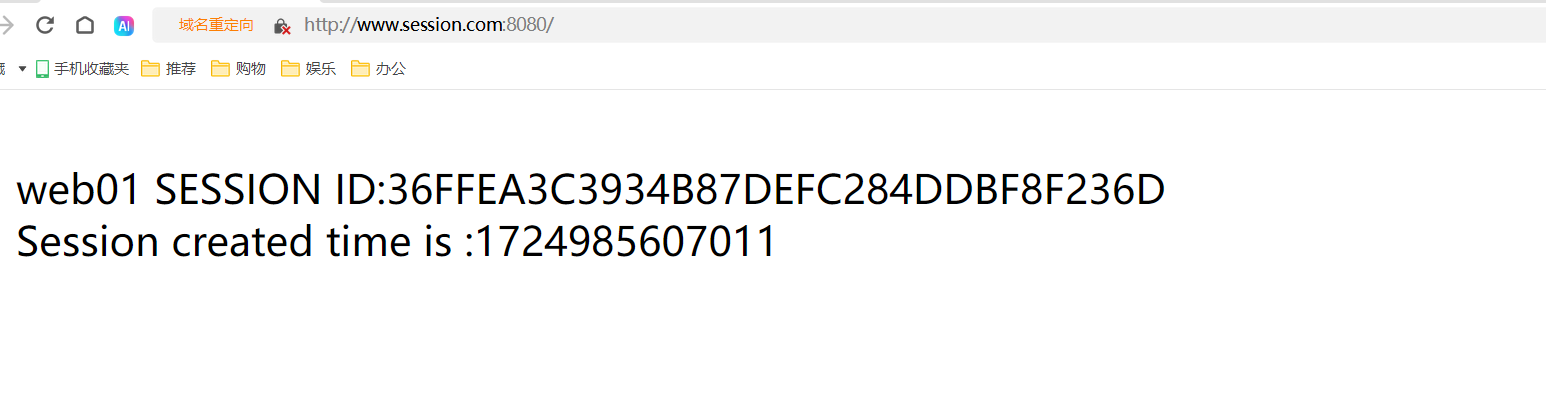 AI 域名重定向 http://www.session.com:8080/
藏 手机收藏夹 推荐 购物 娱乐 办公
web01 SESSION ID:36FFEA3C3934B87DEFC284DDBF8F236D
Session created time is :1724985607011